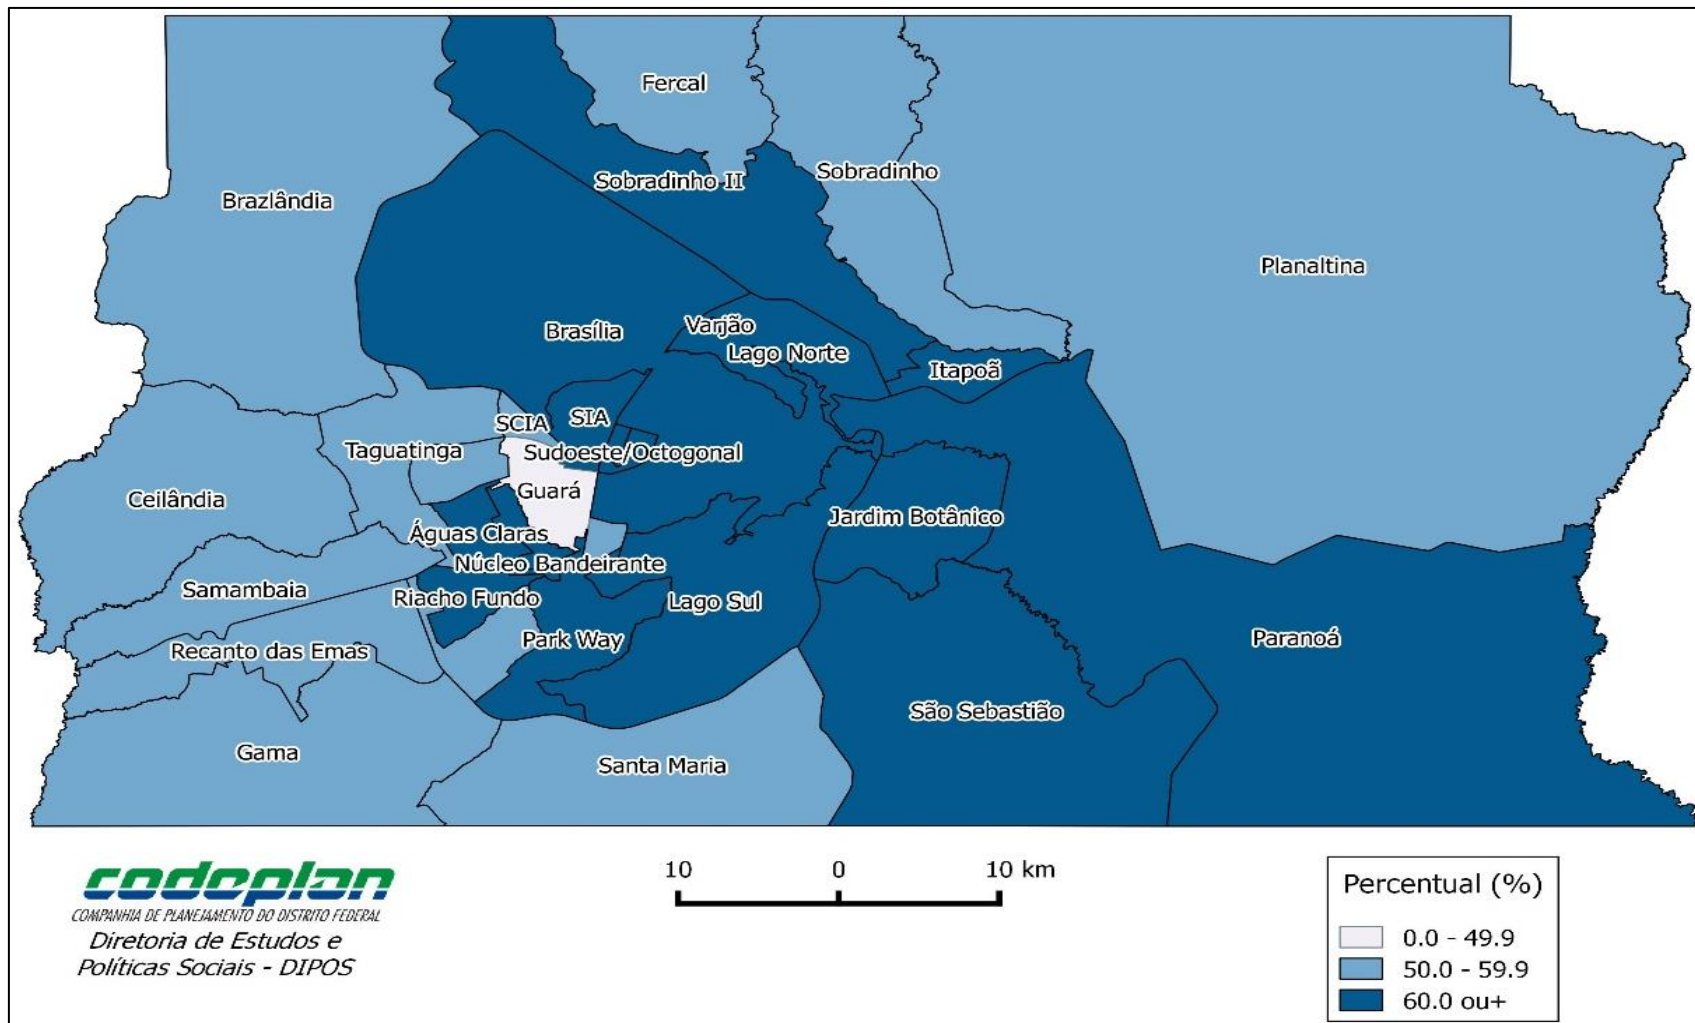 Fercal
Sobradinho
Sobradinho II
Brazlândia
Planaltina
Varjão
Brasília
Lago Norte
Itapoã
SCIA
SIA
Taguatinga
Sudoeste/Octogonal
Ceilândia
Guará
Jardim Botânico
Águas Claras
Núcleo Bandeirante
Samambaia
Riacho Fundo
Lago Sul
Park Way
Paranoá
Recanto das Emas
São Sebastião
Gama
Santa Maria
codeplan
COMPANHIA DE PLANEJAMENTO DO DISTRITO FEDERAL
Diretoria de Estudos e
Políticas Sociais - DIPOS
10 0 10 km
Percentual (%)
0.0 - 49.9
50.0 - 59.9
60.0 ou+